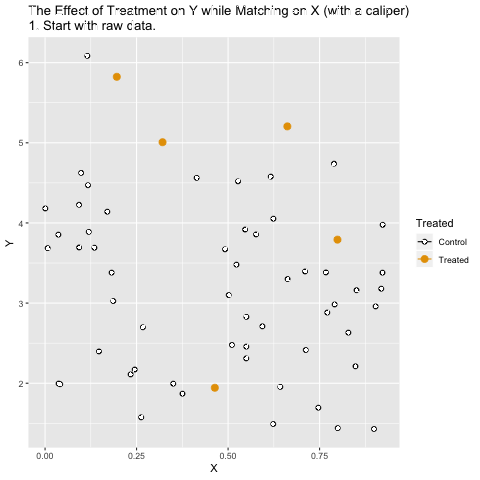 The Effect of Treatment on Y while Matching on X (with a caliper)
1. Start with raw data.
6
5
4
3
2
Y
0.00
0.25
0.50
0.75
X
Treated
Control
Treated